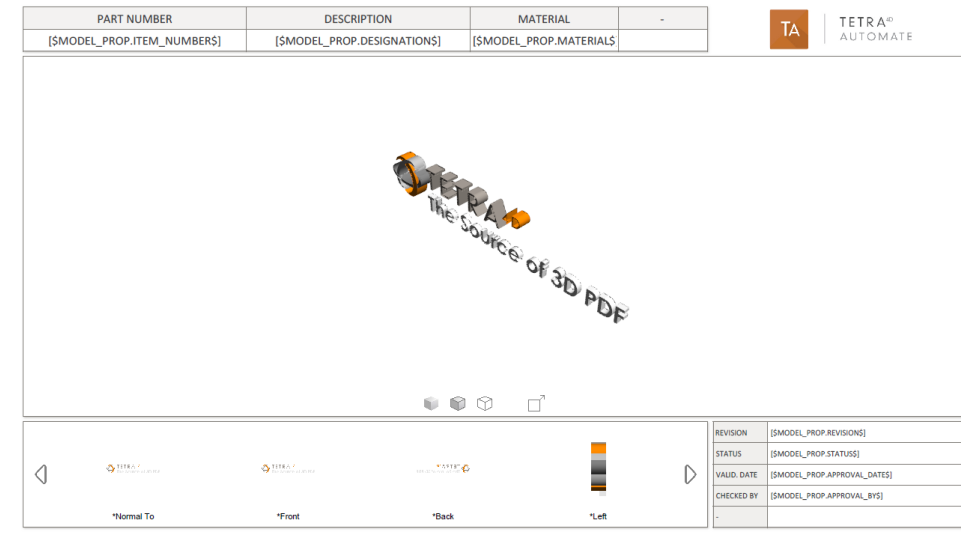 PART NUMBER DESCRIPTION MATERIAL -
[$MODEL_PROP.ITEM_NUMBER$] [$MODEL_PROP.DESIGNATION$] [$MODEL_PROP.MATERIAL$
TA TETRA4D
AUTOMATE
TETRA4D
The Source of 3D PDF
REVISION [$MODEL_PROP.REVISION$]
STATUS [$MODEL_PROP.STATUS$]
VALID. DATE [$MODEL_PROP.APPROVAL_DATE$]
CHECKED BY [$MODEL_PROP.APPROVAL_BY$]
-
*Normal To *Front *Back *Left